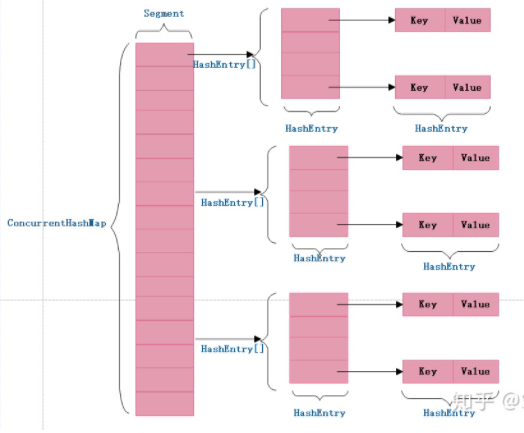 Segment
HashEntry[]
Key Value
Key Value
HashEntry
HashEntry
ConcurrentHashMap
HashEntry[]
Key Value
Key Value
HashEntry
HashEntry
HashEntry[]
Key Value
Key Value
HashEntry
HashEntry
知乎